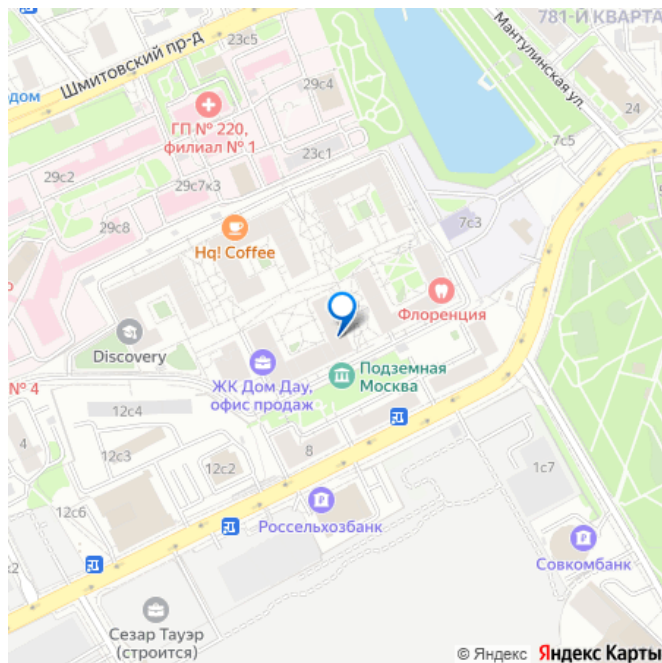 781-Й КВАРТА
Мантулинская ул.
Шмитовский пр-д
23с5
29с4
24
одом
ГП № 220,
филиал № 1
7с5
23с1
29с2
29с7к3
29с8
7с3
Hq! Coffee
о
Флоренция
Discovery
Подземная
Москва
ЖК Дом Дау,
офис продаж
№ 4
12с4
4
8
12с3
12с2
1с7
12с6
Россельхозбанк
Совкомбанк
к2
Сезар Тауэр
(строится)
© Яндекс Яндекс Карты